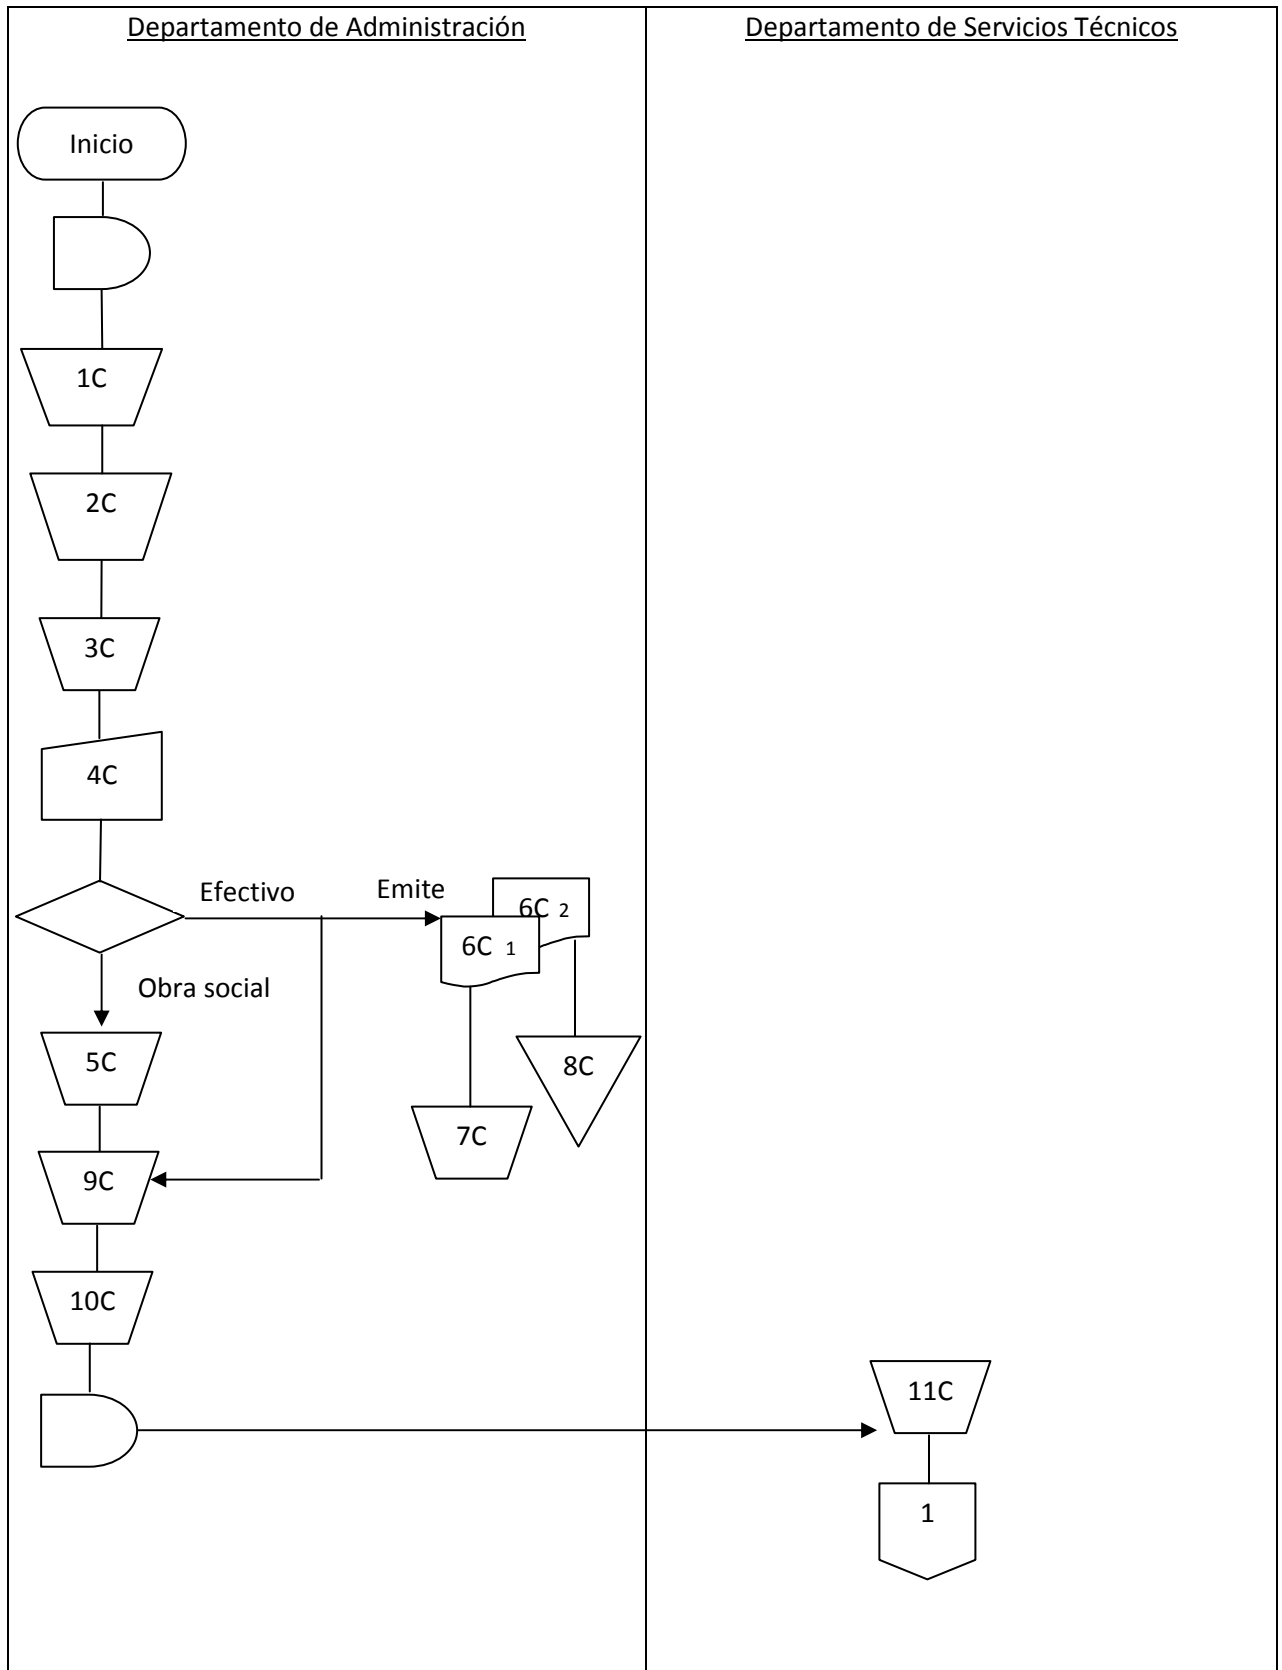 Departamento de Administración
Departamento de Servicios Técnicos
Inicio
1C
2C
3C
4C
Efectivo
Emite
6C 2
6C 1
Obra social
5C
8C
7C
9C
10C
11C
1